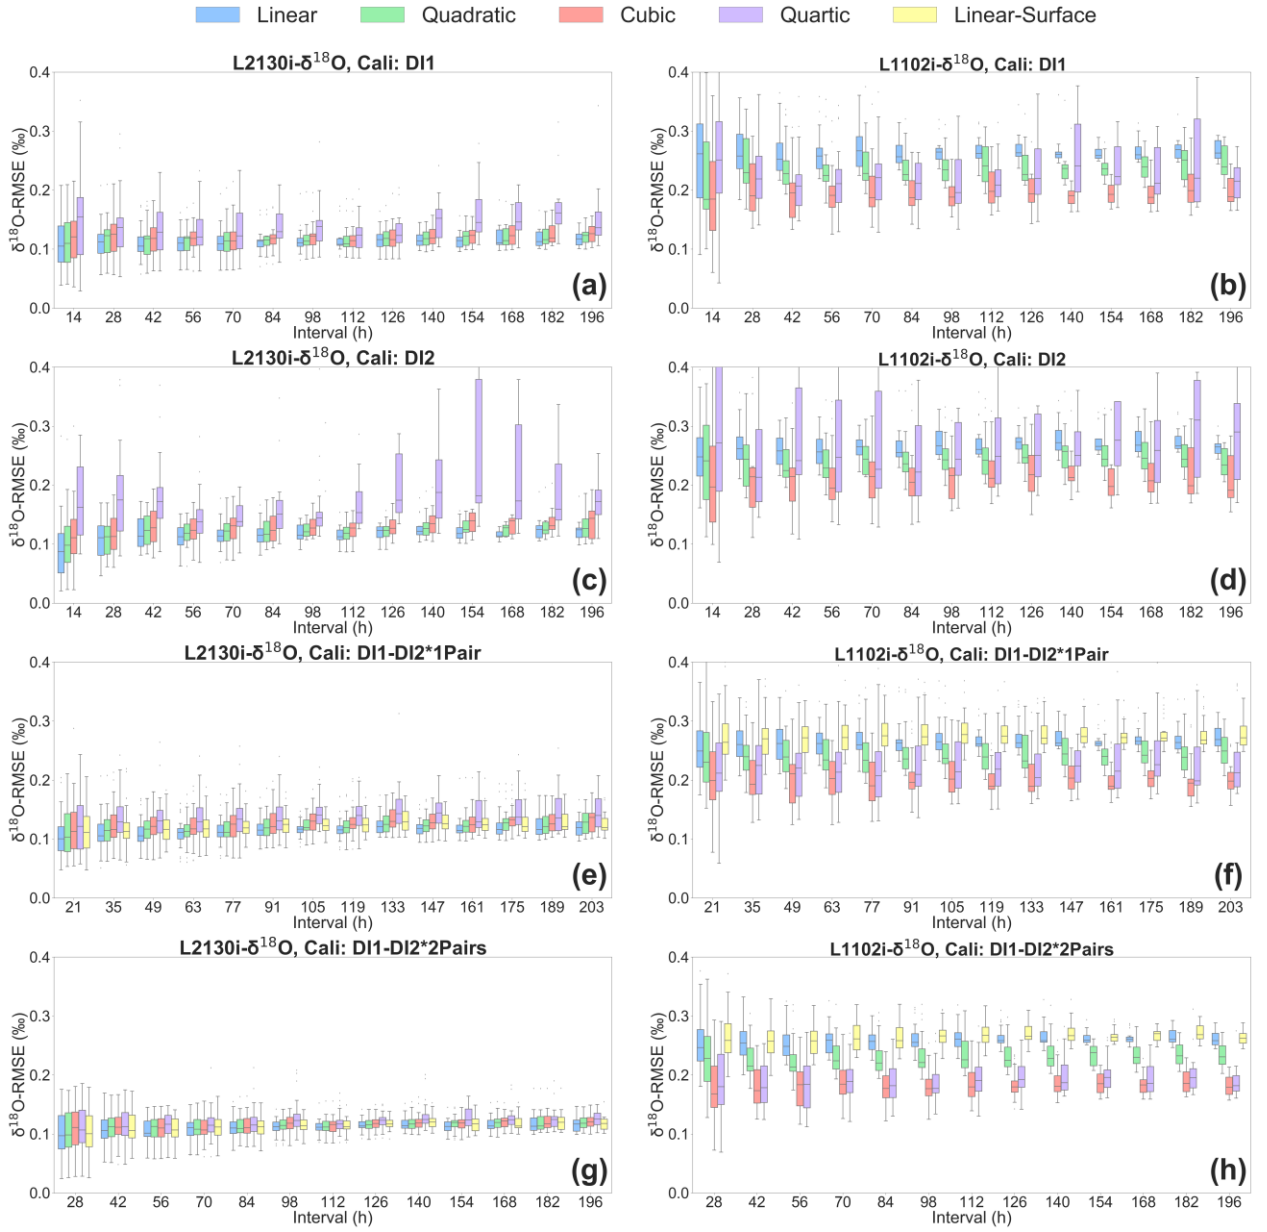 Linear Quadratic Cubic Quartic Linear-Surface
L2130i-δ¹⁸O, Cali: DI1
δ¹⁸O-RMSE (‰)
0.4
0.3
0.2
0.1
0.0
(a)
14 28 42 56 70 84 98 112 126 140 154 168 182 196
Interval (h)
L1102i-δ¹⁸O, Cali: DI1
δ¹⁸O-RMSE (‰)
0.4
0.3
0.2
0.1
0.0
(b)
14 28 42 56 70 84 98 112 126 140 154 168 182 196
Interval (h)
L2130i-δ¹⁸O, Cali: DI2
δ¹⁸O-RMSE (‰)
0.4
0.3
0.2
0.1
0.0
(c)
14 28 42 56 70 84 98 112 126 140 154 168 182 196
Interval (h)
L1102i-δ¹⁸O, Cali: DI2
δ¹⁸O-RMSE (‰)
0.4
0.3
0.2
0.1
0.0
(d)
14 28 42 56 70 84 98 112 126 140 154 168 182 196
Interval (h)
L2130i-δ¹⁸O, Cali: DI1-DI2*1Pair
δ¹⁸O-RMSE (‰)
0.4
0.3
0.2
0.1
0.0
(e)
21 35 49 63 77 91 105 119 133 147 161 175 189 203
Interval (h)
L1102i-δ¹⁸O, Cali: DI1-DI2*1Pair
δ¹⁸O-RMSE (‰)
0.4
0.3
0.2
0.1
0.0
(f)
21 35 49 63 77 91 105 119 133 147 161 175 189 203
Interval (h)
L2130i-δ¹⁸O, Cali: DI1-DI2*2Pairs
δ¹⁸O-RMSE (‰)
0.4
0.3
0.2
0.1
0.0
(g)
28 42 56 70 84 98 112 126 140 154 168 182 196
Interval (h)
L1102i-δ¹⁸O, Cali: DI1-DI2*2Pairs
δ¹⁸O-RMSE (‰)
0.4
0.3
0.2
0.1
0.0
(h)
28 42 56 70 84 98 112 126 140 154 168 182 196
Interval (h)